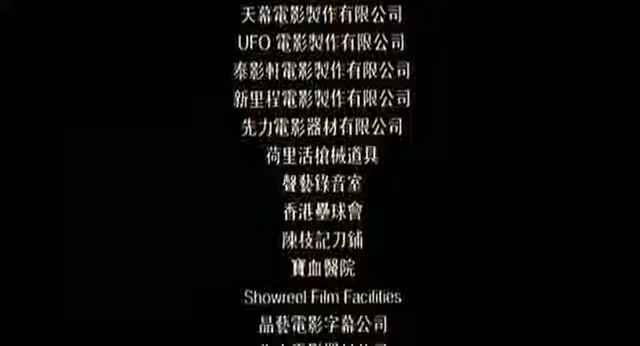 天幕電影製作有限公司
UFO 電影製作有限公司
泰影軒電影製作有限公司
新里程電影製作有限公司
先力電影器材有限公司
荷里活槍械道具
聲藝錄音室
香港壘球會
陳枝記刀鋪
寶血醫院
Showreel Film Facilities
晶藝電影字幕公司